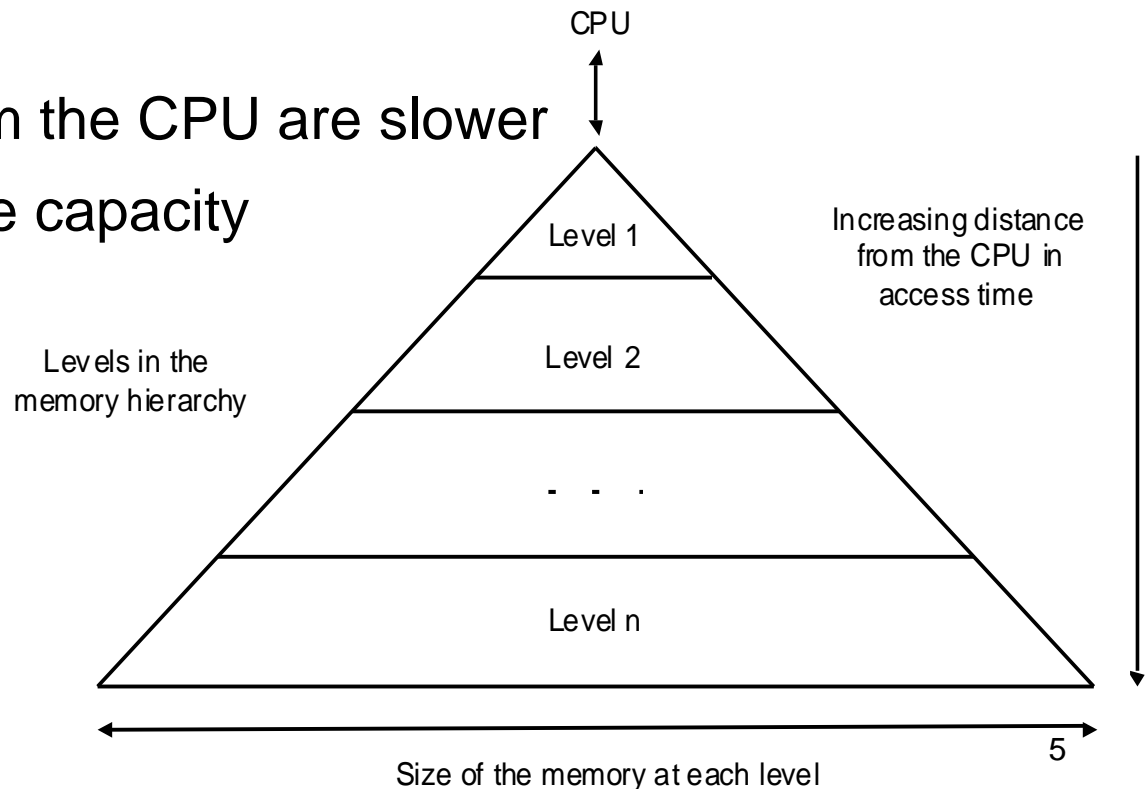 CPU
m the CPU are slower
e capacity
Level 1
Increasing distance
from the CPU in
access time
Levels in the
memory hierarchy
Level 2
- - .
Level n
5
Size of the memory at each level